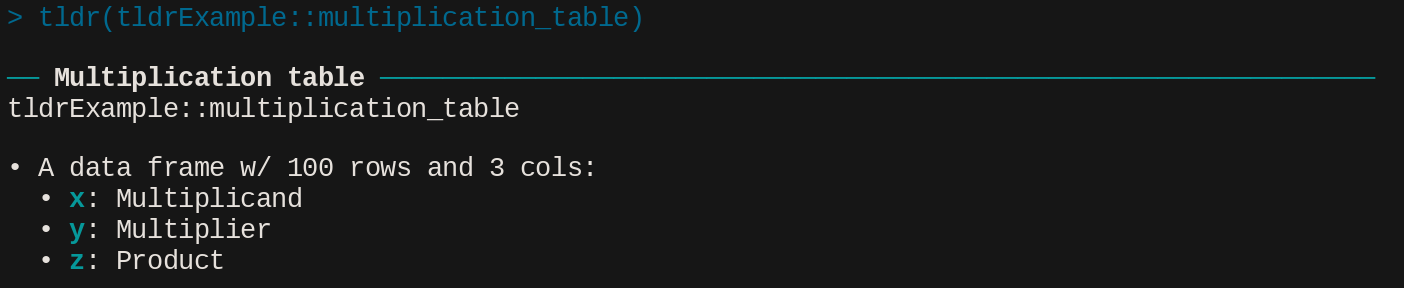 > tldr(tldrExample::multiplication_table)
── Multiplication table ──────────────────────────────────────────────
tldrExample::multiplication_table
• A data frame w/ 100 rows and 3 cols:
• x: Multiplicand
• y: Multiplier
• z: Product